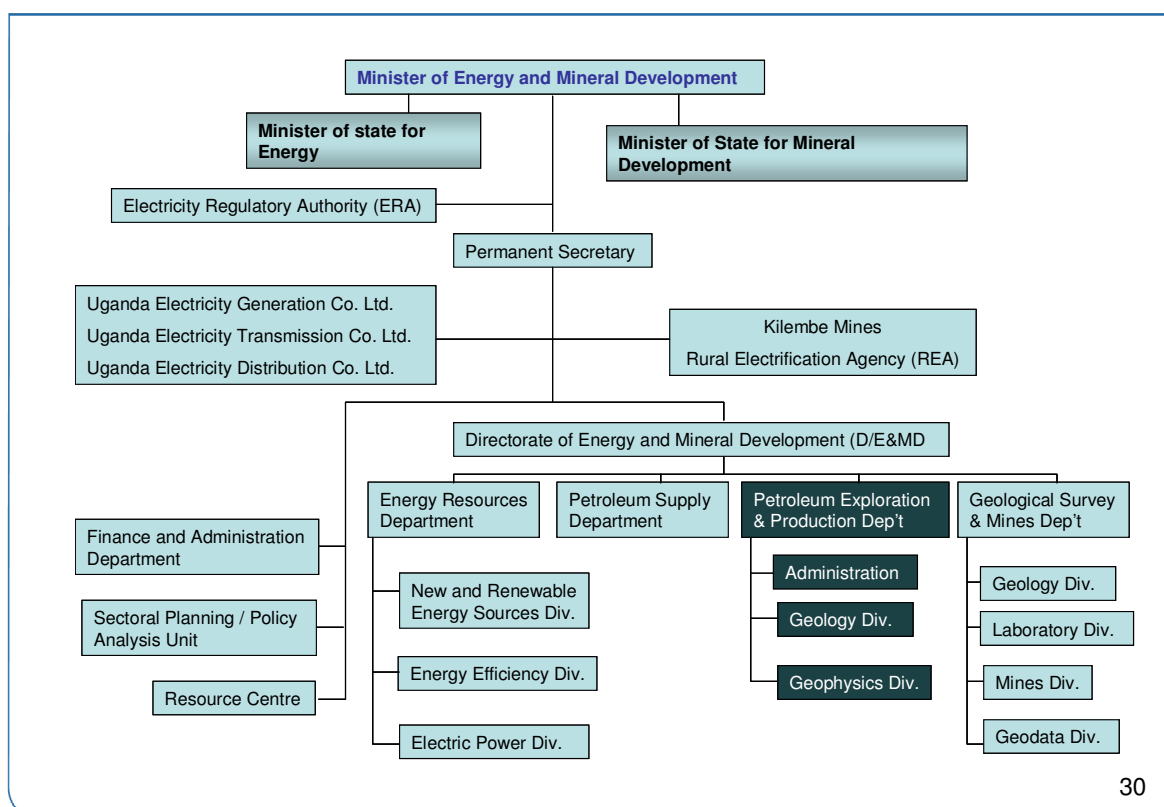 Minister of Energy and Mineral Development
Minister of state for
Energy
Minister of State for Mineral
Development
Electricity Regulatory Authority (ERA)
Permanent Secretary
Uganda Electricity Generation Co. Ltd.
Uganda Electricity Transmission Co. Ltd.
Uganda Electricity Distribution Co. Ltd.
Kilembe Mines
Rural Electrification Agency (REA)
Directorate of Energy and Mineral Development (D/E&MD
Energy Resources
Department
Petroleum Supply
Department
Petroleum Exploration
& Production Dep't
Geological Survey
& Mines Dep't
Finance and Administration
Department
Sectoral Planning / Policy
Analysis Unit
Resource Centre
New and Renewable
Energy Sources Div.
Energy Efficiency Div.
Electric Power Div.
Administration
Geology Div.
Geophysics Div.
Geology Div.
Laboratory Div.
Mines Div.
Geodata Div.
30